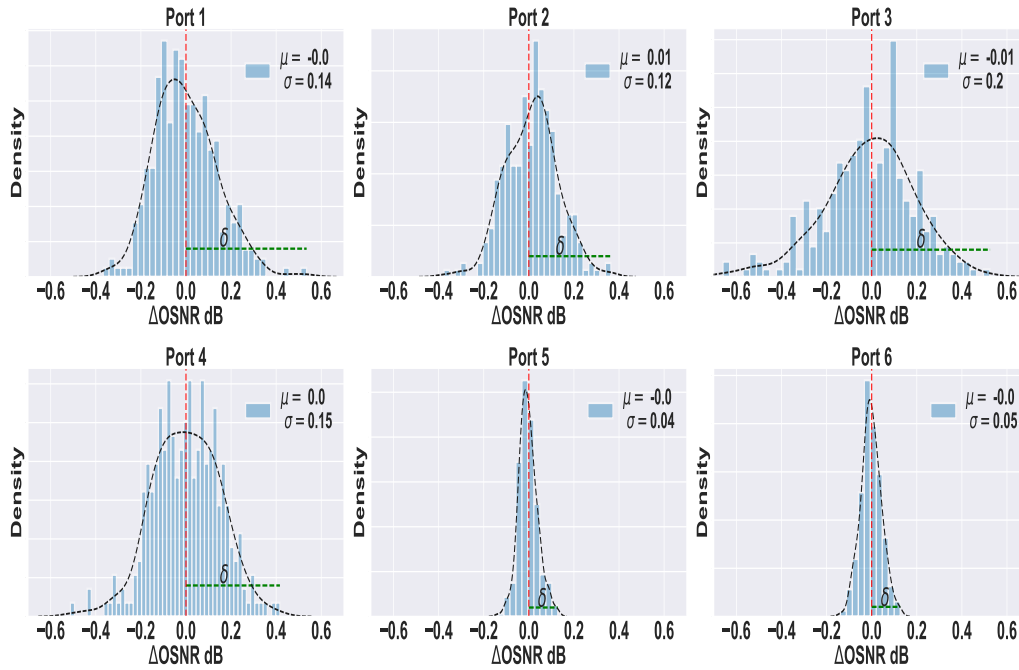 Port 1
μ = -0.0
σ = 0.14
δ
Density
−0.6 −0.4 −0.2 0.0 0.2 0.4 0.6
ΔOSNR dB
Port 2
μ = 0.01
σ = 0.12
δ
Density
−0.6 −0.4 −0.2 0.0 0.2 0.4 0.6
ΔOSNR dB
Port 3
μ = -0.01
σ = 0.2
δ
Density
−0.6 −0.4 −0.2 0.0 0.2 0.4 0.6
ΔOSNR dB
Port 4
μ = 0.0
σ = 0.15
δ
Density
−0.6 −0.4 −0.2 0.0 0.2 0.4 0.6
ΔOSNR dB
Port 5
μ = -0.0
σ = 0.04
δ
Density
−0.6 −0.4 −0.2 0.0 0.2 0.4 0.6
ΔOSNR dB
Port 6
μ = -0.0
σ = 0.05
δ
Density
−0.6 −0.4 −0.2 0.0 0.2 0.4 0.6
ΔOSNR dB